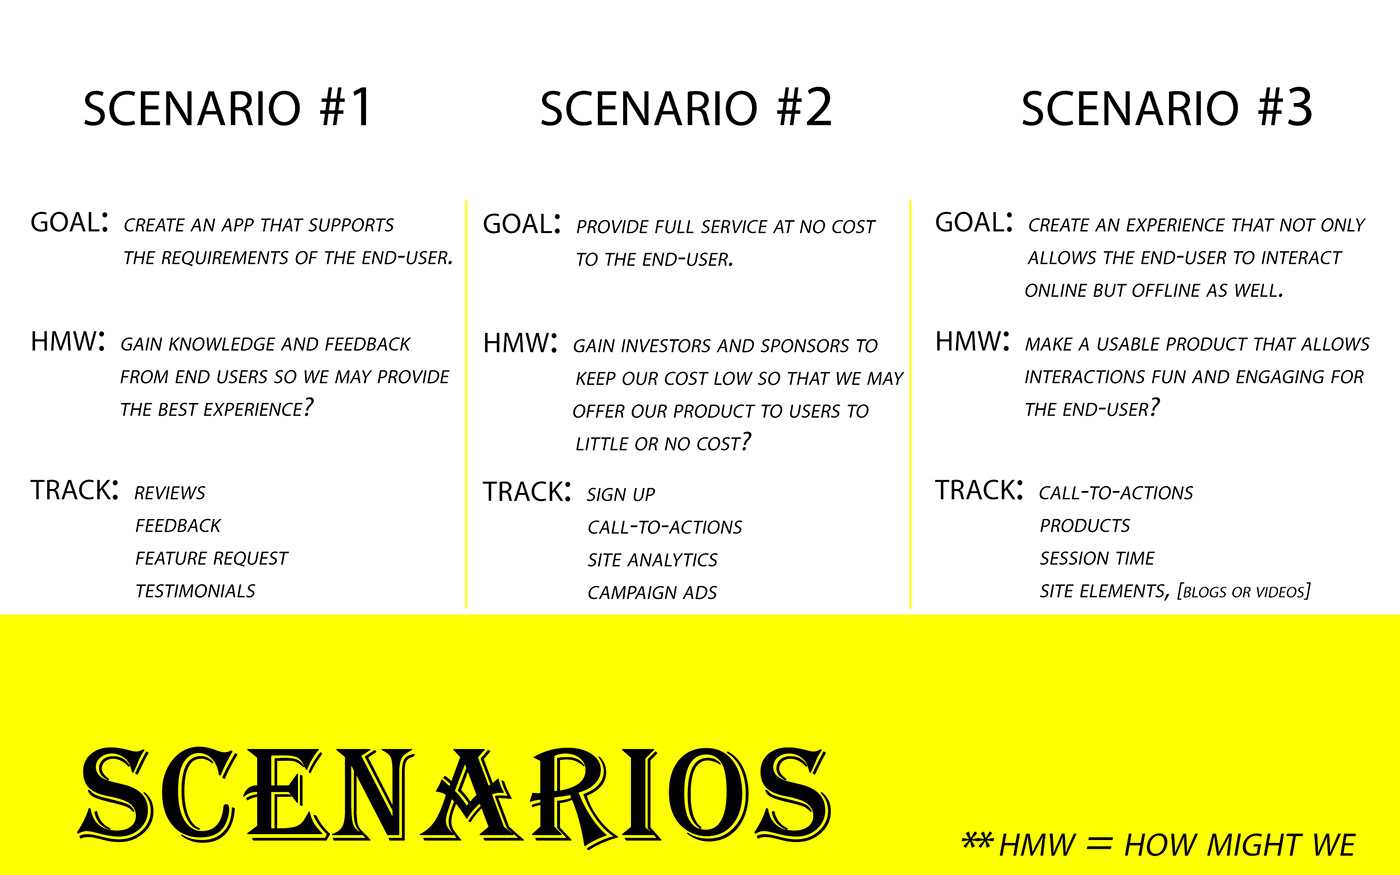 SCENARIO #1
GOAL: CREATE AN APP THAT SUPPORTS
THE REQUIREMENTS OF THE END-USER.
HMW: GAIN KNOWLEDGE AND FEEDBACK
FROM END USERS SO WE MAY PROVIDE
THE BEST EXPERIENCE?
TRACK: REVIEWS
FEEDBACK
FEATURE REQUEST
TESTIMONIALS
SCENARIO #2
GOAL: PROVIDE FULL SERVICE AT NO COST
TO THE END-USER.
HMW: GAIN INVESTORS AND SPONSORS TO
KEEP OUR COST LOW SO THAT WE MAY
OFFER OUR PRODUCT TO USERS TO
LITTLE OR NO COST?
TRACK: SIGN UP
CALL-TO-ACTIONS
SITE ANALYTICS
CAMPAIGN ADS
SCENARIO #3
GOAL: CREATE AN EXPERIENCE THAT NOT ONLY
ALLOWS THE END-USER TO INTERACT
ONLINE BUT OFFLINE AS WELL.
HMW: MAKE A USABLE PRODUCT THAT ALLOWS
INTERACTIONS FUN AND ENGAGING FOR
THE END-USER?
TRACK: CALL-TO-ACTIONS
PRODUCTS
SESSION TIME
SITE ELEMENTS, [BLOGS OR VIDEOS]
SCENARIOS
**HMW = HOW MIGHT WE